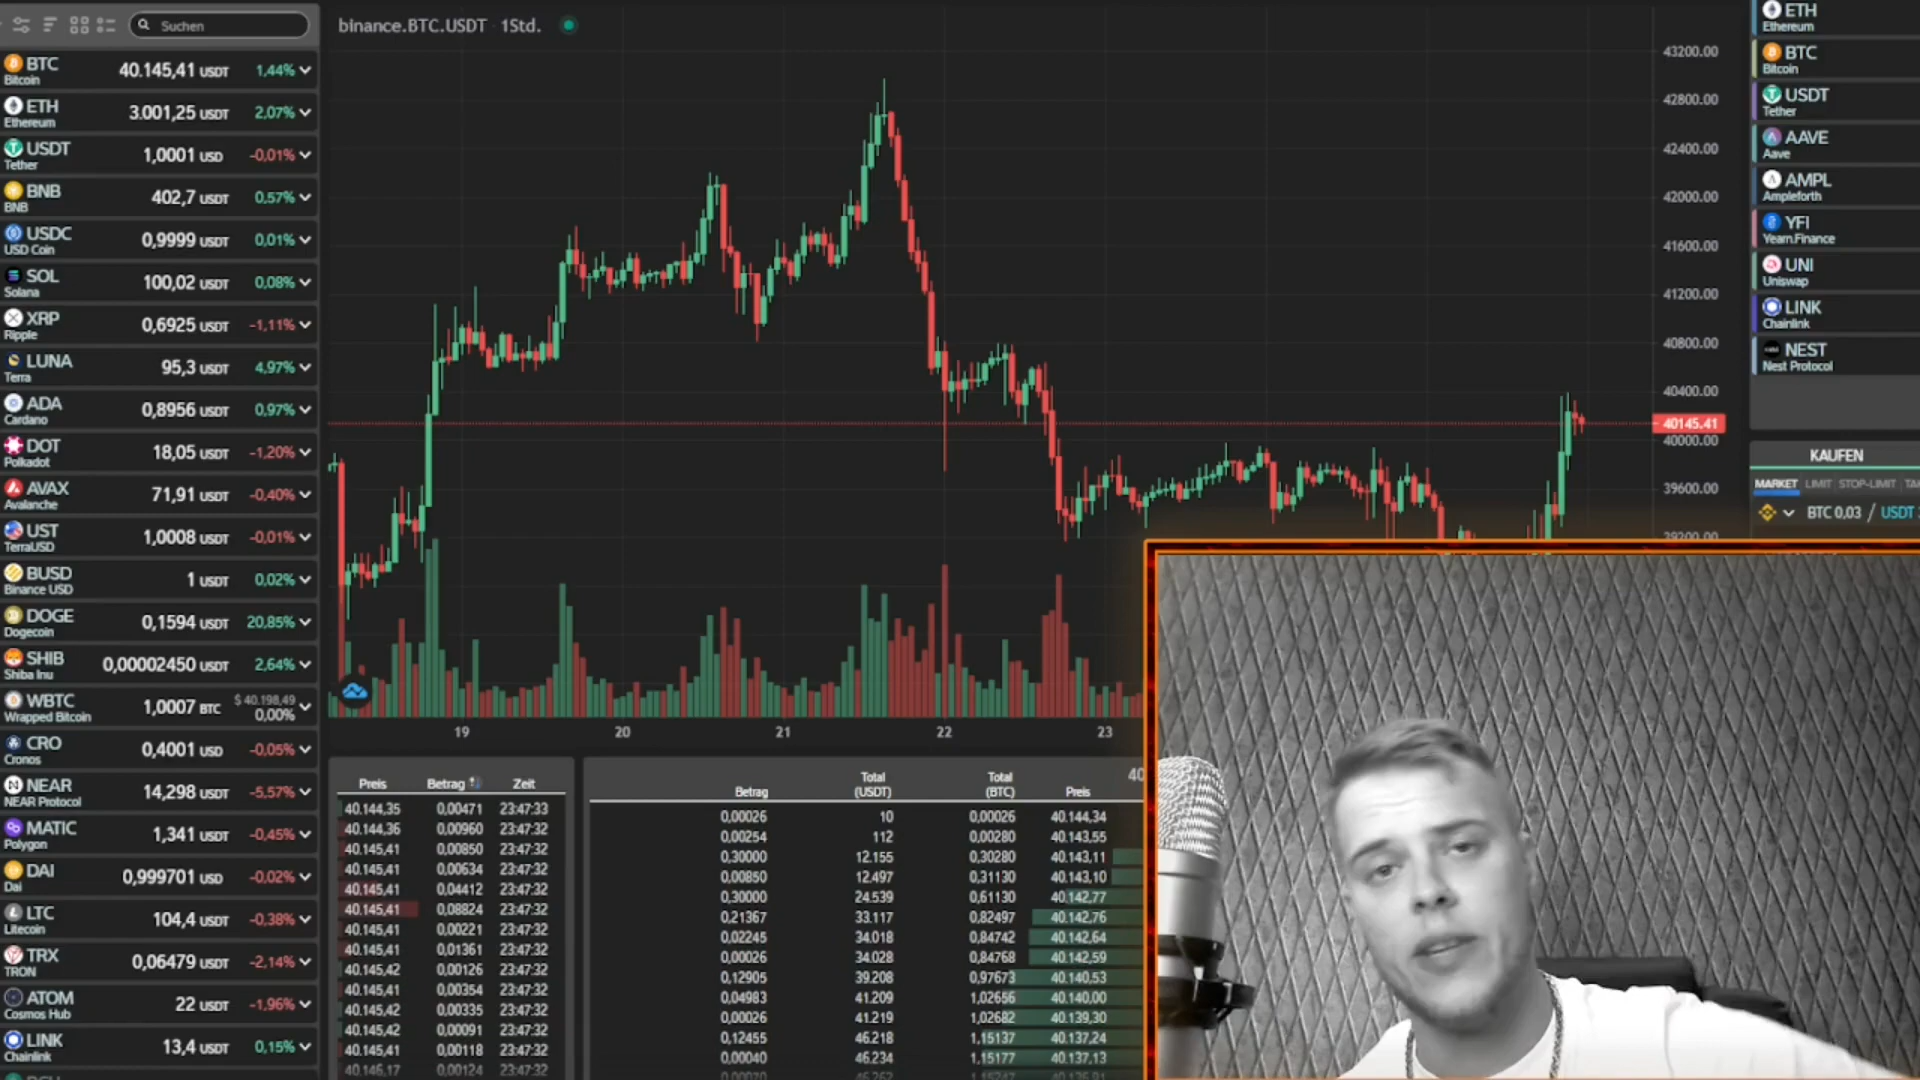 Suchen
BTC
Bitcoin
40.145,41 USDT
1,44%
ETH
Ethereum
3.001,25 USDT
2,07%
USDT
Tether
1,0001 USD
-0,01%
BNB
BNB
402,7 USDT
0,57%
USDC
USD Coin
0,9999 USDT
0,01%
SOL
Solana
100,02 USDT
0,08%
XRP
Ripple
0,6925 USDT
-1,11%
LUNA
Terra
95,3 USDT
4,97%
ADA
Cardano
0,8956 USDT
0,97%
DOT
Polkadot
18,05 USDT
-1,20%
AVAX
Avalanche
71,91 USDT
-0,40%
UST
TerraUSD
1,0008 USDT
-0,01%
BUSD
Binance USD
1 USDT
0,02%
DOGE
Dogecoin
0,1594 USDT
20,85%
SHIB
Shiba Inu
0,00002450 USDT
2,64%
WBTC
Wrapped Bitcoin
1,0007 BTC
$ 40.198,49
0,00%
CRO
Cronos
0,4001 USD
-0,05%
NEAR
NEAR Protocol
14,298 USDT
-5,57%
MATIC
Polygon
1,341 USDT
-0,45%
DAI
Dai
0,999701 USD
-0,02%
LTC
Litecoin
104,4 USDT
-0,38%
TRX
TRON
0,06479 USDT
-2,14%
ATOM
Cosmos Hub
22 USDT
-1,96%
LINK
Chainlink
13,4 USDT
0,15%
binance.BTC.USDT 1Std.
43200.00
42800.00
42400.00
42000.00
41600.00
41200.00
40800.00
40400.00
40145.41
40000.00
39600.00
39200.00
19 20 21 22 23
Preis Betrag Zeit
40.144,35 0,00471 23:47:33
40.144,36 0,00960 23:47:32
40.145,41 0,00850 23:47:32
40.145,41 0,00634 23:47:32
40.145,41 0,04412 23:47:32
40.145,41 0,08824 23:47:32
40.145,41 0,00221 23:47:32
40.145,41 0,01361 23:47:32
40.145,42 0,00126 23:47:32
40.145,41 0,00354 23:47:32
40.145,42 0,00335 23:47:32
40.145,42 0,00091 23:47:32
40.145,41 0,00118 23:47:32
40.146,17 0,00124 23:47:32
40
Betrag Total (USDT) Total (BTC) Preis
0,00026 10 0,00026 40.144,34
0,00254 112 0,00280 40.143,55
0,30000 12.155 0,30280 40.143,11
0,00850 12.497 0,31130 40.143,10
0,30000 24.539 0,61130 40.142,77
0,21367 33.117 0,82497 40.142,76
0,02245 34.018 0,84742 40.142,64
0,00026 34.028 0,84768 40.142,59
0,12905 39.208 0,97673 40.140,53
0,04983 41.209 1,02656 40.140,00
0,00026 41.219 1,02682 40.139,30
0,12455 46.218 1,15137 40.137,24
0,00040 46.234 1,15177 40.137,13
ETH
Ethereum
BTC
Bitcoin
USDT
Tether
AAVE
Aave
AMPL
Ampleforth
YFI
Yearn.Finance
UNI
Uniswap
LINK
Chainlink
NEST
Nest Protocol
KAUFEN
MARKET LIMIT STOP-LIMIT TAK
BTC 0,03 / USDT